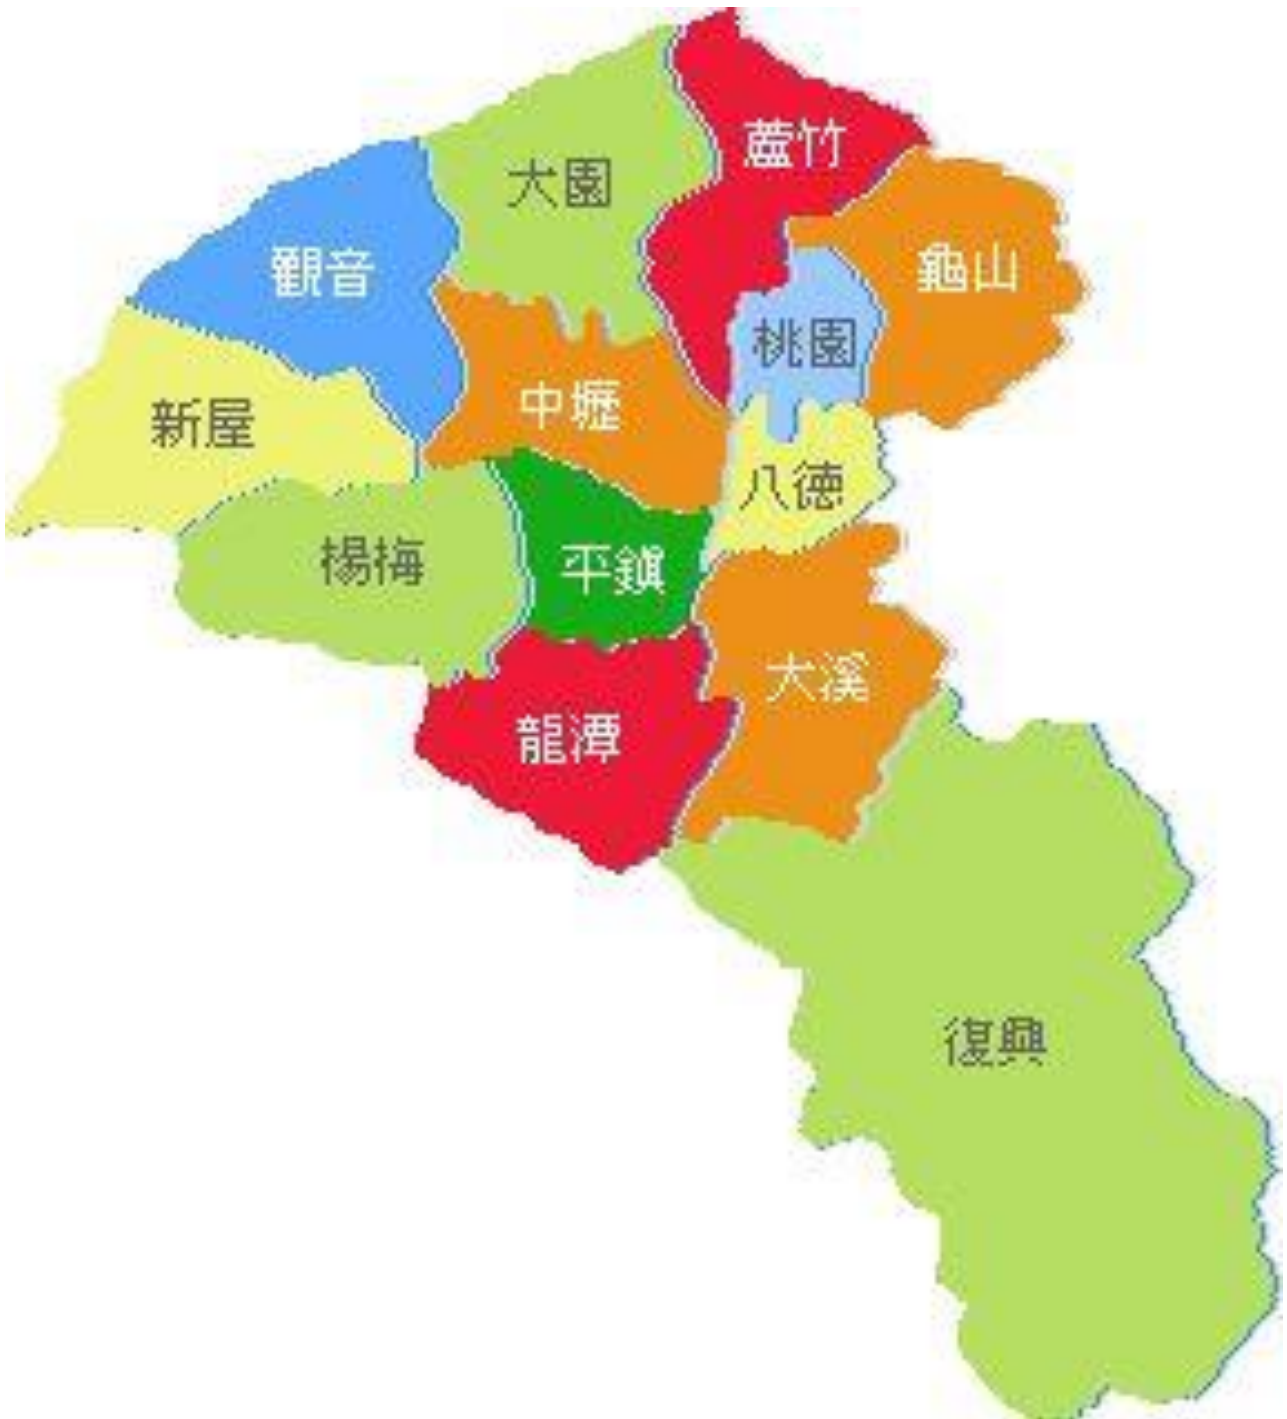 蘆竹
大園
龜山
觀音
桃園
中壢
新屋
八德
楊梅
平鎮
大溪
龍潭
復興